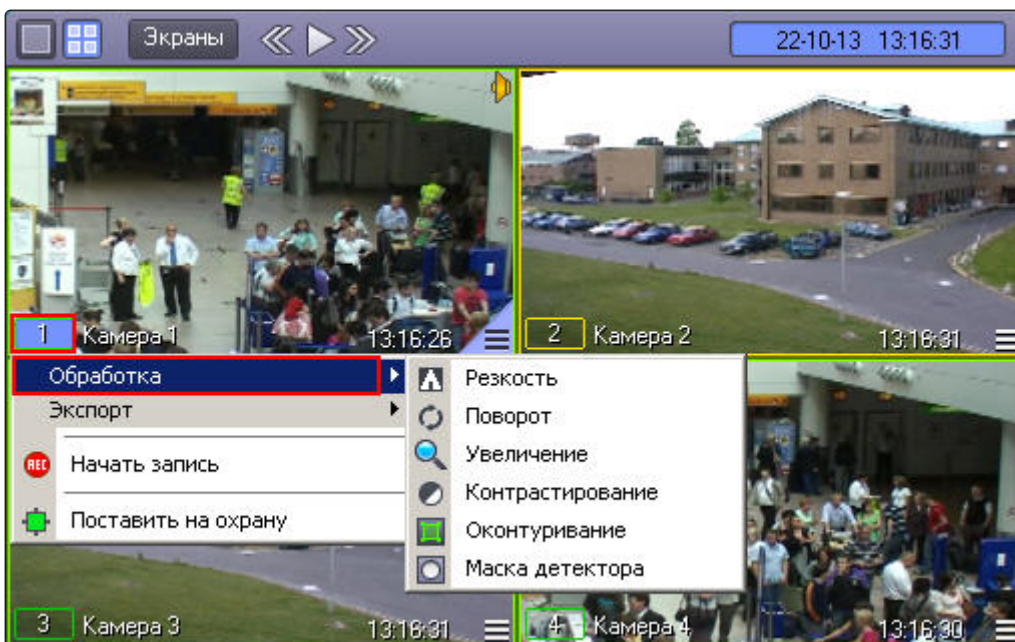 Экраны
22-10-13 13:16:31
1 Камера 1 13:16:26
2 Камера 2 13:16:31
Обработка
Экспорт
REC Начать запись
Поставить на охрану
Резкость
Поворот
Увеличение
Контрастирование
Оконтуривание
Маска детектора
3 Камера 3 13:16:31
4 Камера 4 13:16:30